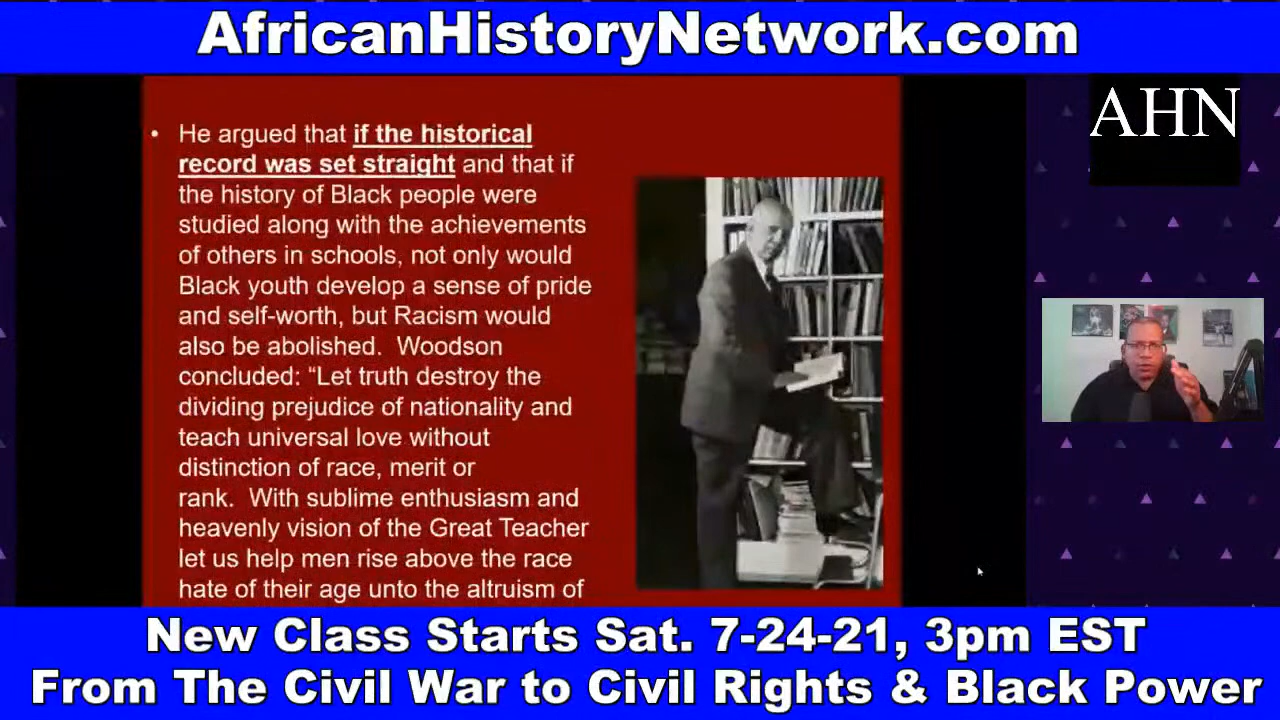 AfricanHistoryNetwork.com
AHN
• He argued that if the historical
record was set straight and that if
the history of Black people were
studied along with the achievements
of others in schools, not only would
Black youth develop a sense of pride
and self-worth, but Racism would
also be abolished.  Woodson
concluded: “Let truth destroy the
dividing prejudice of nationality and
teach universal love without
distinction of race, merit or
rank.  With sublime enthusiasm and
heavenly vision of the Great Teacher
let us help men rise above the race
hate of their age unto the altruism of
New Class Starts Sat. 7-24-21, 3pm EST
From The Civil War to Civil Rights & Black Power